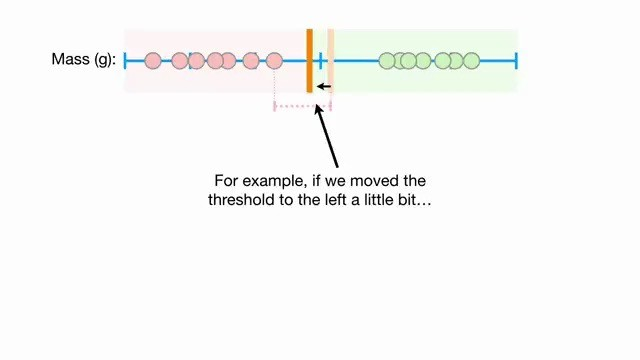 Mass (g):
For example, if we moved the
threshold to the left a little bit…